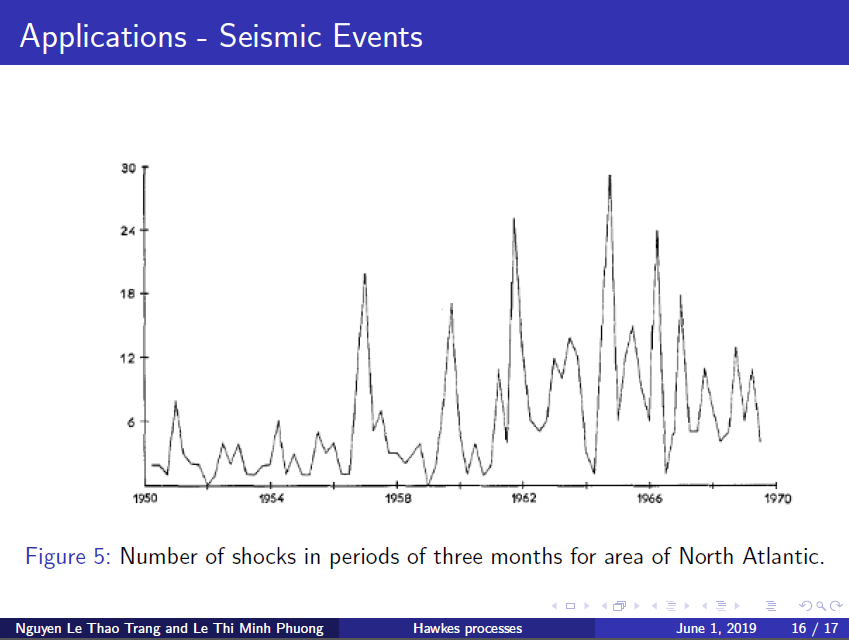 Applications - Seismic Events
30
24
18
12
6
1950 1954 1958 1962 1966 1970
Figure 5: Number of shocks in periods of three months for area of North Atlantic.
Nguyen Le Thao Trang and Le Thi Minh Phuong Hawkes processes June 1, 2019 16 / 17